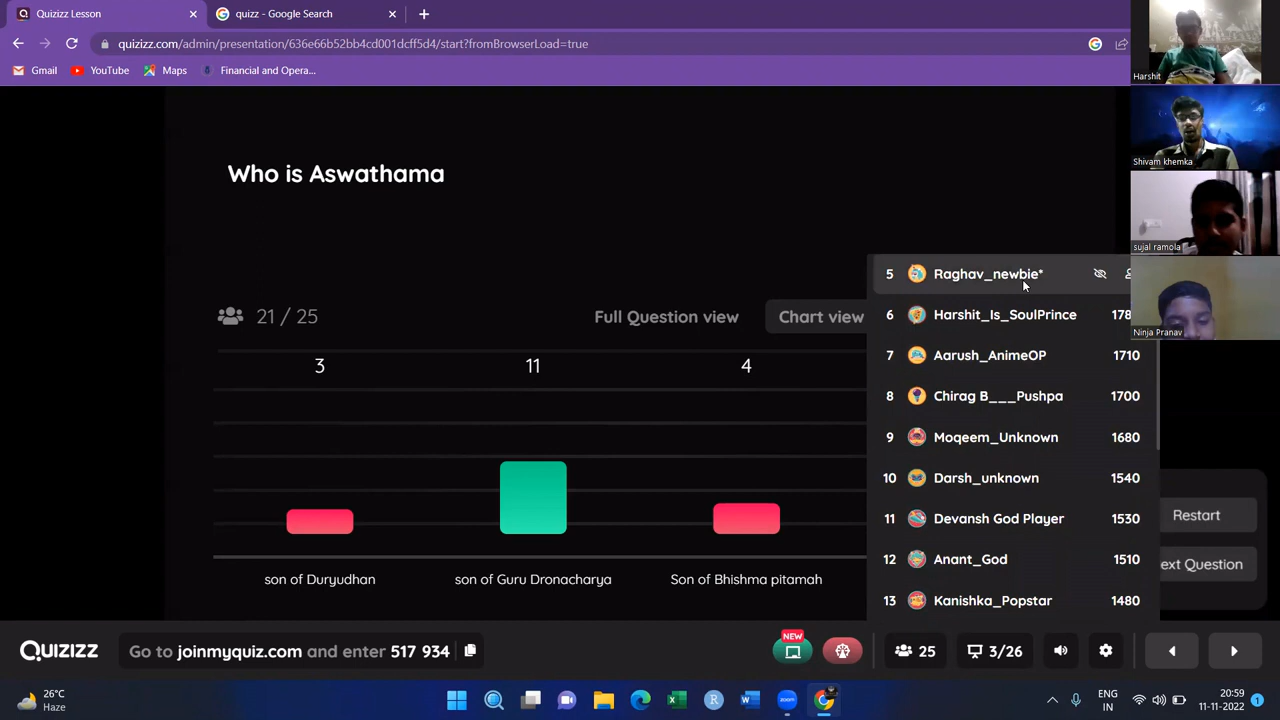 Quizizz Lesson
quizz - Google Search
quizizz.com/admin/presentation/636e66b52bb4cd001dcff5d4/start?fromBrowserLoad=true
Gmail
YouTube
Maps
Financial and Opera...
Harshit
Shivam khemka
sujal ramola
Ninja Pranav
Who is Aswathama
21 / 25
Full Question view
Chart view
3
11
4
son of Duryudhan
son of Guru Dronacharya
Son of Bhishma pitamah
5 Raghav_newbie*
6 Harshit_Is_SoulPrince 178
7 Aarush_AnimeOP 1710
8 Chirag B___Pushpa 1700
9 Moqeem_Unknown 1680
10 Darsh_unknown 1540
11 Devansh God Player 1530
12 Anant_God 1510
13 Kanishka_Popstar 1480
Restart
ext Question
Quizizz
Go to joinmyquiz.com and enter 517 934
NEW
25
3/26
26°C
Haze
ENG
IN
20:59
11-11-2022
1